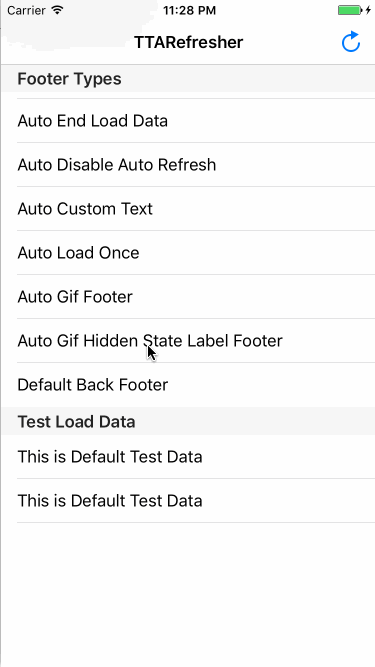 Carrier 11:28 PM
TTARefresher
Footer Types
Auto End Load Data
Auto Disable Auto Refresh
Auto Custom Text
Auto Load Once
Auto Gif Footer
Auto Gif Hidden State Label Footer
Default Back Footer
Test Load Data
This is Default Test Data
This is Default Test Data